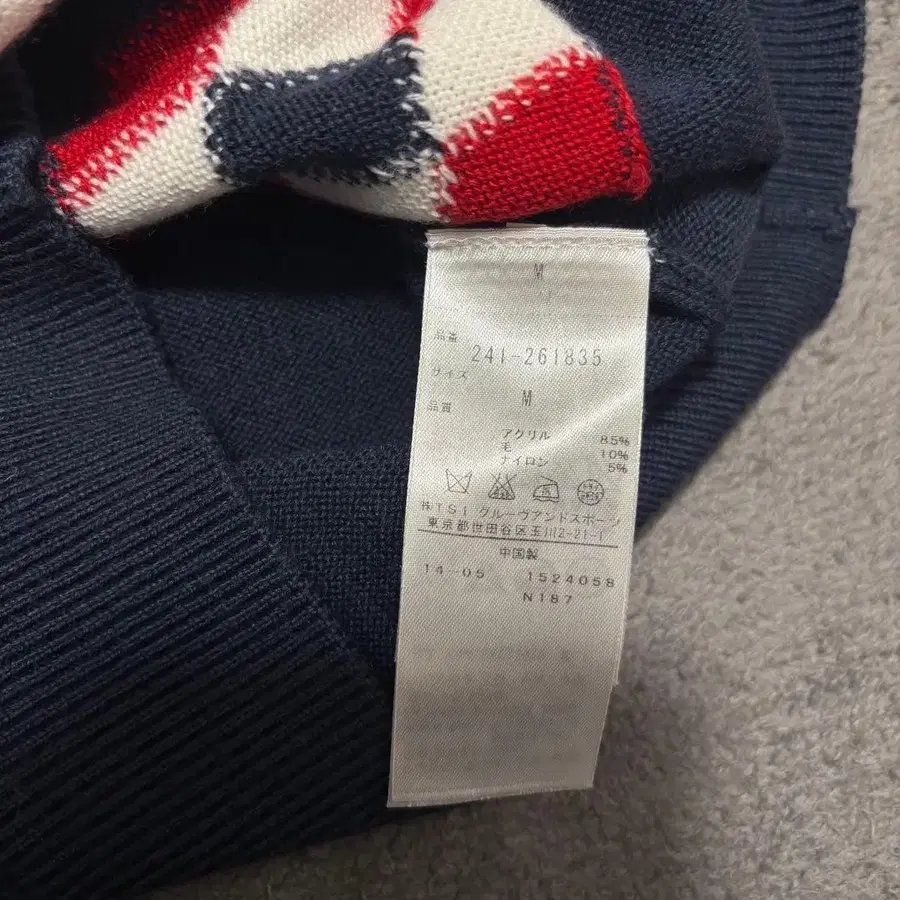 M
品番
241-261835
サイズ
M
品質
アクリル 85%
毛 10%
ナイロン 5%
㈱TSI グルーヴアンドスポーツ
東京都世田谷区玉川2-21-1
中国製
14-05 1524058
N187